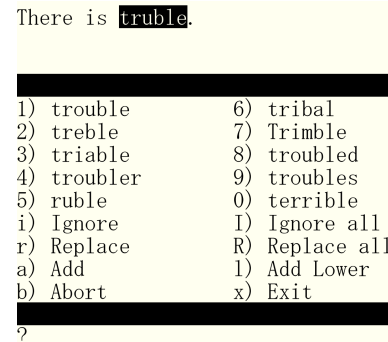 There is truble.
1) trouble 6) tribal
2) treble 7) Trimble
3) triable 8) troubled
4) troubler 9) troubles
5) ruble 0) terrible
i) Ignore I) Ignore all
r) Replace R) Replace all
a) Add l) Add Lower
b) Abort x) Exit
?